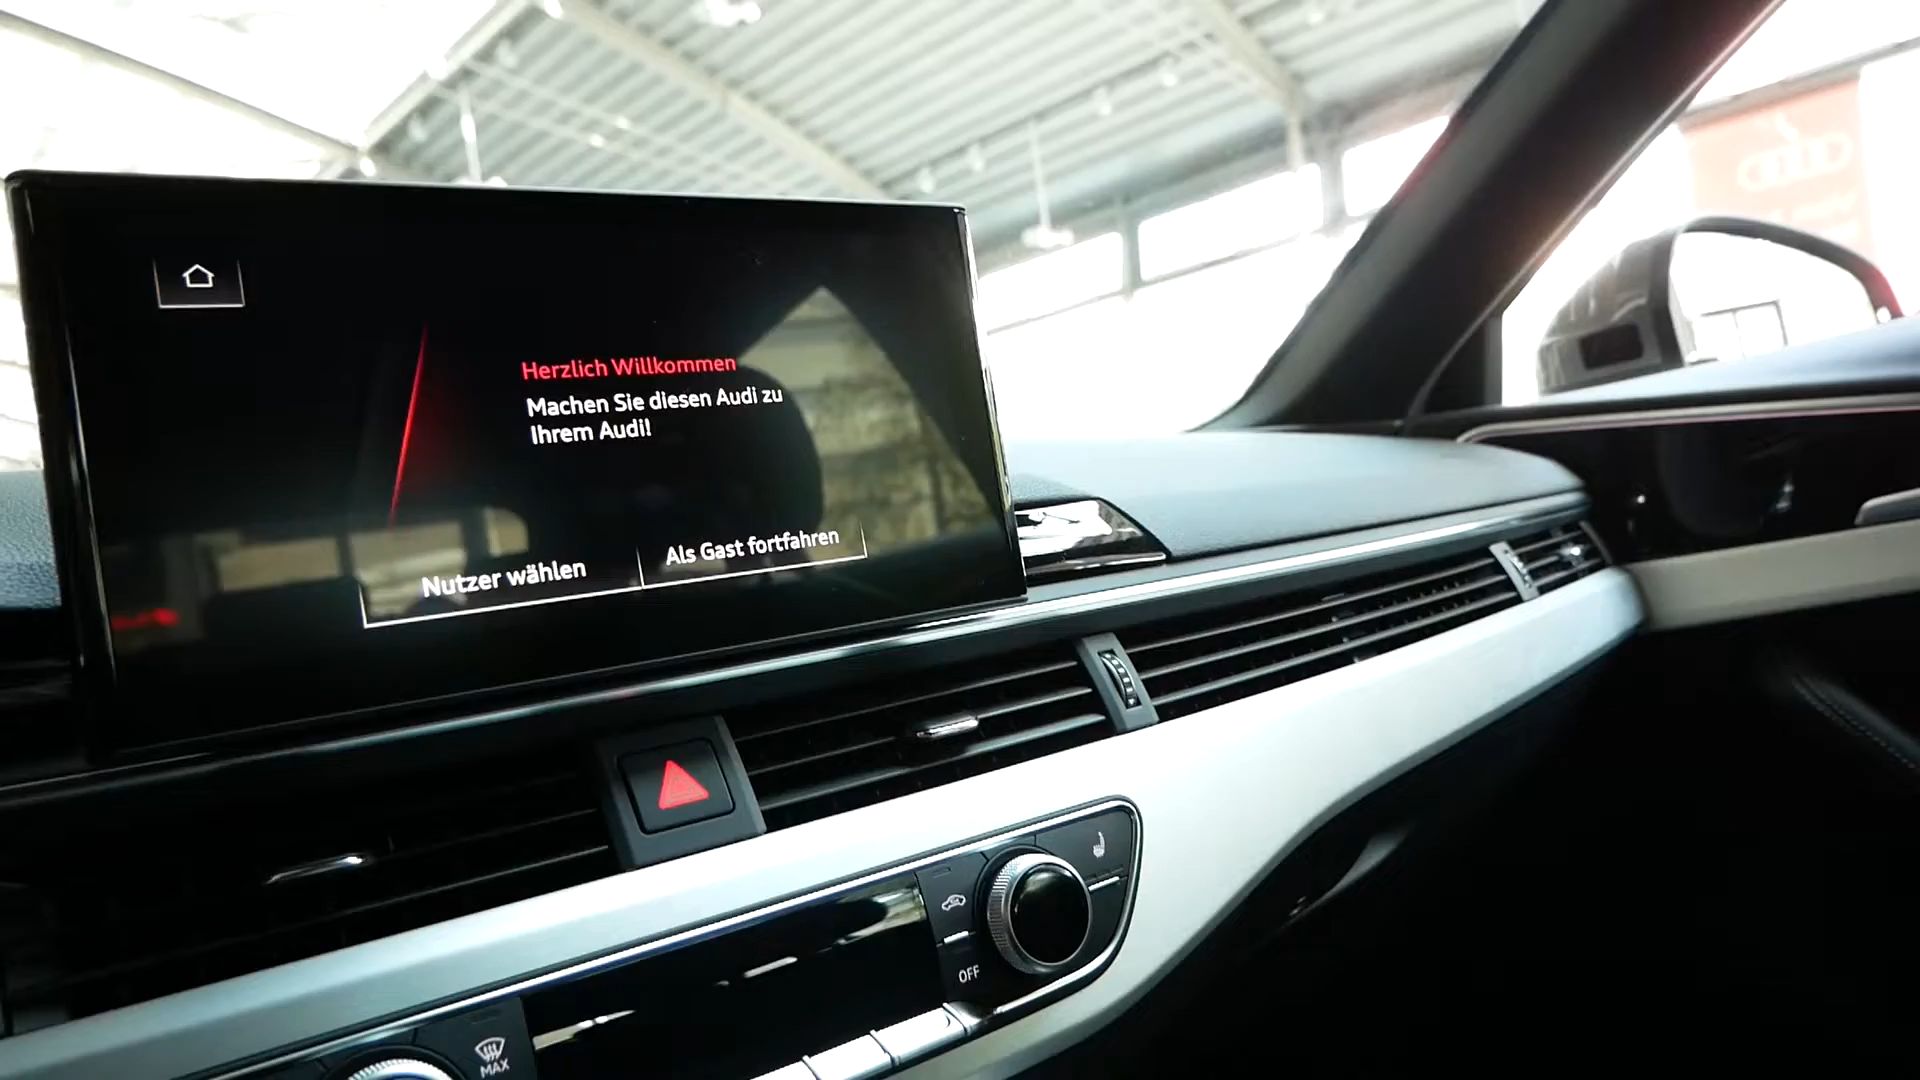 Herzlich Willkommen
Machen Sie diesen Audi zu
Ihrem Audi!
Nutzer wählen
Als Gast fortfahren
OFF
MAX